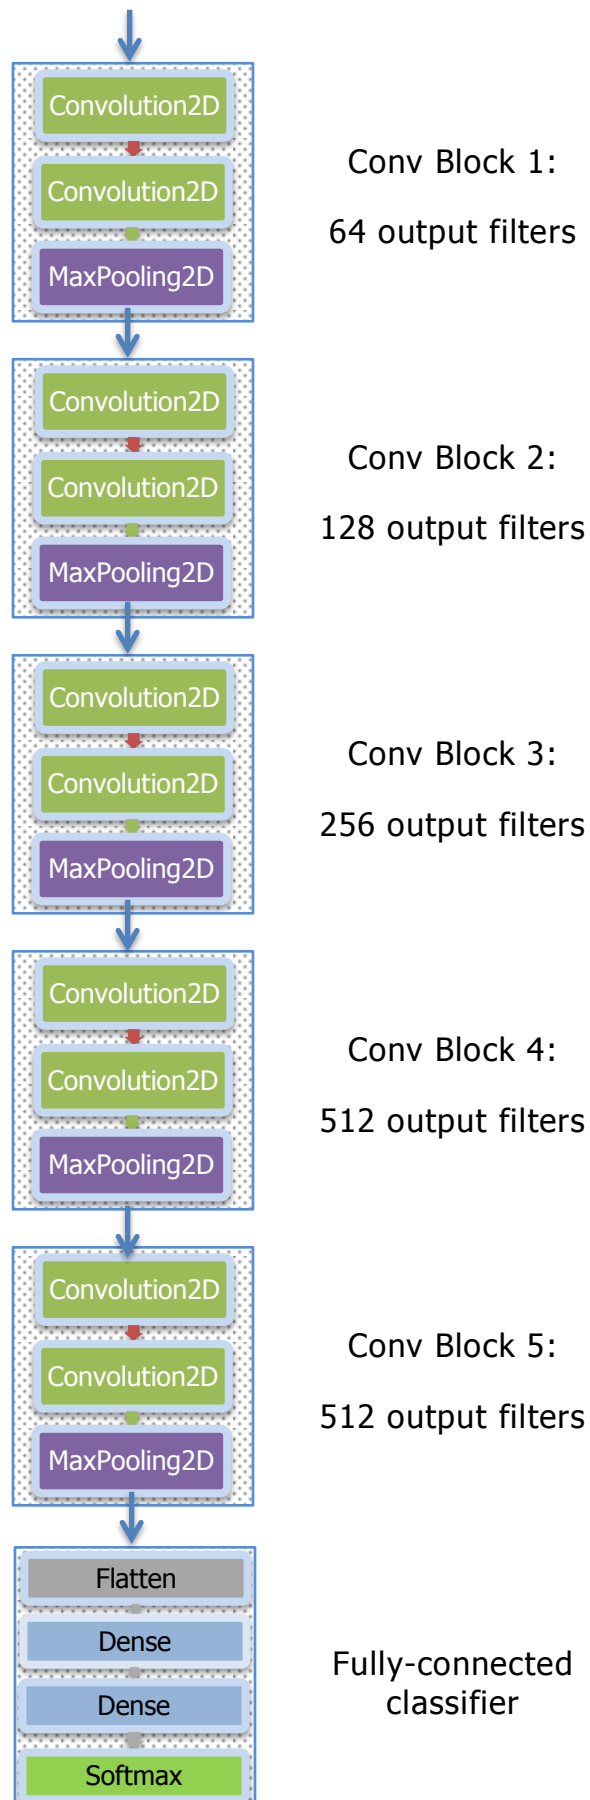 Convolution2D
Convolution2D
MaxPooling2D
Conv Block 1:
64 output filters
Convolution2D
Convolution2D
MaxPooling2D
Conv Block 2:
128 output filters
Convolution2D
Convolution2D
MaxPooling2D
Conv Block 3:
256 output filters
Convolution2D
Convolution2D
MaxPooling2D
Conv Block 4:
512 output filters
Convolution2D
Convolution2D
MaxPooling2D
Conv Block 5:
512 output filters
Flatten
Dense
Dense
Softmax
Fully-connected
classifier